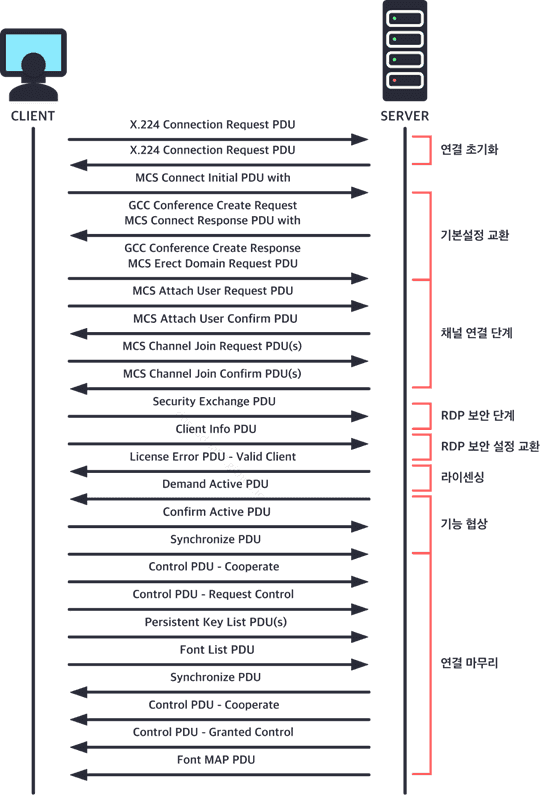 CLIENT
SERVER
X.224 Connection Request PDU
X.224 Connection Request PDU
연결 초기화
MCS Connect Initial PDU with
GCC Conference Create Request
MCS Connect Response PDU with
기본설정 교환
GCC Conference Create Response
MCS Erect Domain Request PDU
MCS Attach User Request PDU
MCS Attach User Confirm PDU
채널 연결 단계
MCS Channel Join Request PDU(s)
MCS Channel Join Confirm PDU(s)
Security Exchange PDU
RDP 보안 단계
Client Info PDU
RDP 보안 설정 교환
License Error PDU - Valid Client
라이센싱
Demand Active PDU
Confirm Active PDU
기능 협상
Synchronize PDU
Control PDU - Cooperate
Control PDU - Request Control
Persistent Key List PDU(s)
Font List PDU
연결 마무리
Synchronize PDU
Control PDU - Cooperate
Control PDU - Granted Control
Font MAP PDU